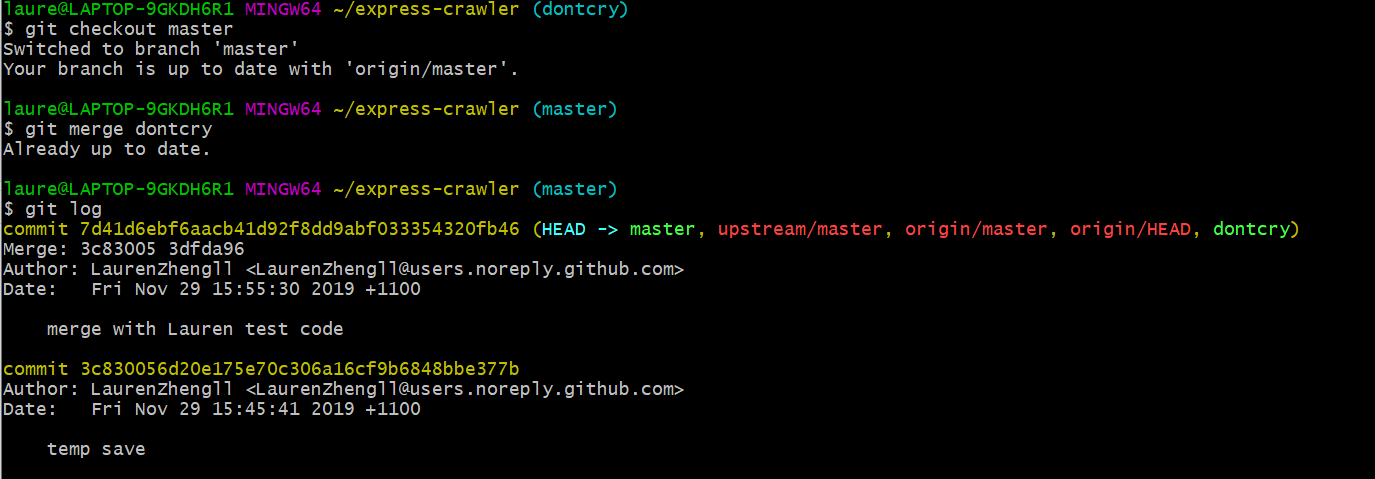 laure@LAPTOP-9GKDH6R1 MINGW64 ~/express-crawler (dontcry)
$ git checkout master
Switched to branch 'master'
Your branch is up to date with 'origin/master'.
laure@LAPTOP-9GKDH6R1 MINGW64 ~/express-crawler (master)
$ git merge dontcry
Already up to date.
laure@LAPTOP-9GKDH6R1 MINGW64 ~/express-crawler (master)
$ git log
commit 7d41d6ebf6aacb41d92f8dd9abf033354320fb46 (HEAD -> master, upstream/master, origin/master, origin/HEAD, dontcry)
Merge: 3c83005 3dfda96
Author: LaurenZhengll <LaurenZhengll@users.noreply.github.com>
Date:   Fri Nov 29 15:55:30 2019 +1100
merge with Lauren test code
commit 3c830056d20e175e70c306a16cf9b6848bbe377b
Author: LaurenZhengll <LaurenZhengll@users.noreply.github.com>
Date:   Fri Nov 29 15:45:41 2019 +1100
temp save